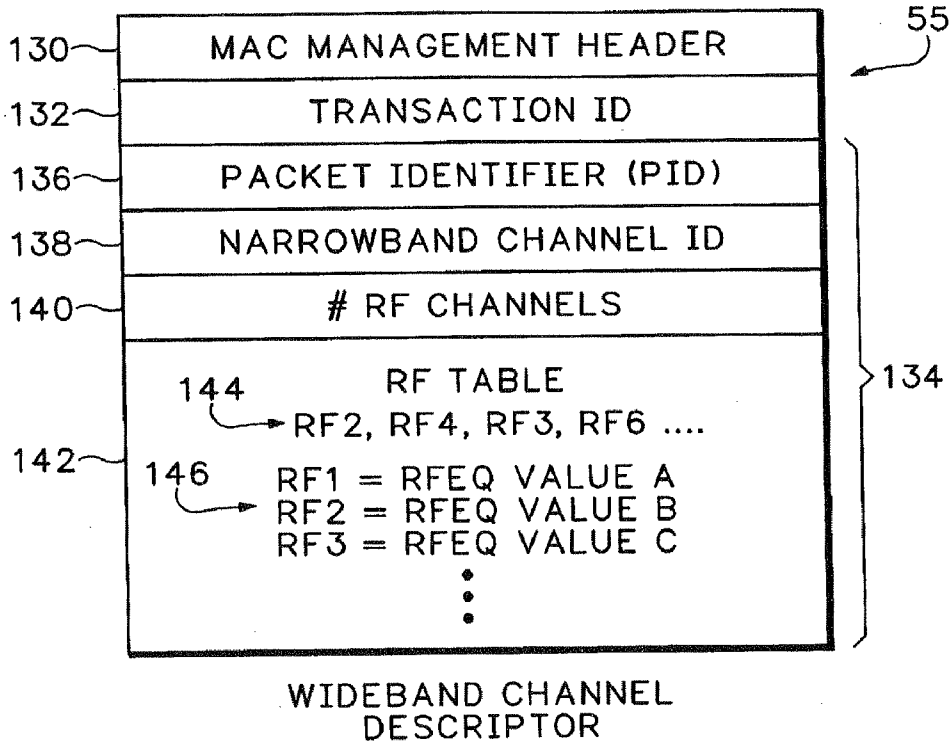 55
130 MAC MANAGEMENT HEADER
132 TRANSACTION ID
136 PACKET IDENTIFIER (PID)
138 NARROWBAND CHANNEL ID
140 # RF CHANNELS
134
142
RF TABLE
144
RF2, RF4, RF3, RF6 ....
146
RF1 = RFEQ VALUE A
RF2 = RFEQ VALUE B
RF3 = RFEQ VALUE C
WIDEBAND CHANNEL
DESCRIPTOR